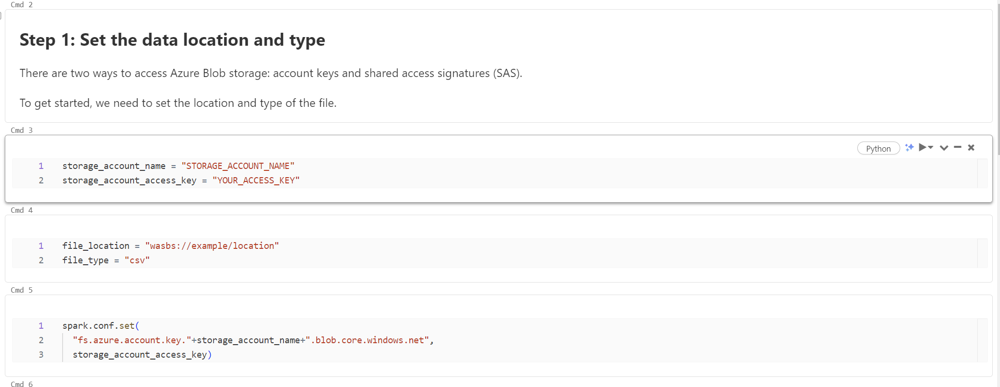 Cmd 2
Step 1: Set the data location and type
There are two ways to access Azure Blob storage: account keys and shared access signatures (SAS).
To get started, we need to set the location and type of the file.
Cmd 3
Python
1 storage_account_name = "STORAGE_ACCOUNT_NAME"
2 storage_account_access_key = "YOUR_ACCESS_KEY"
Cmd 4
1 file_location = "wasbs://example/location"
2 file_type = "csv"
Cmd 5
1 spark.conf.set(
2 "fs.azure.account.key."+storage_account_name+".blob.core.windows.net",
3 storage_account_access_key)
Cmd 6